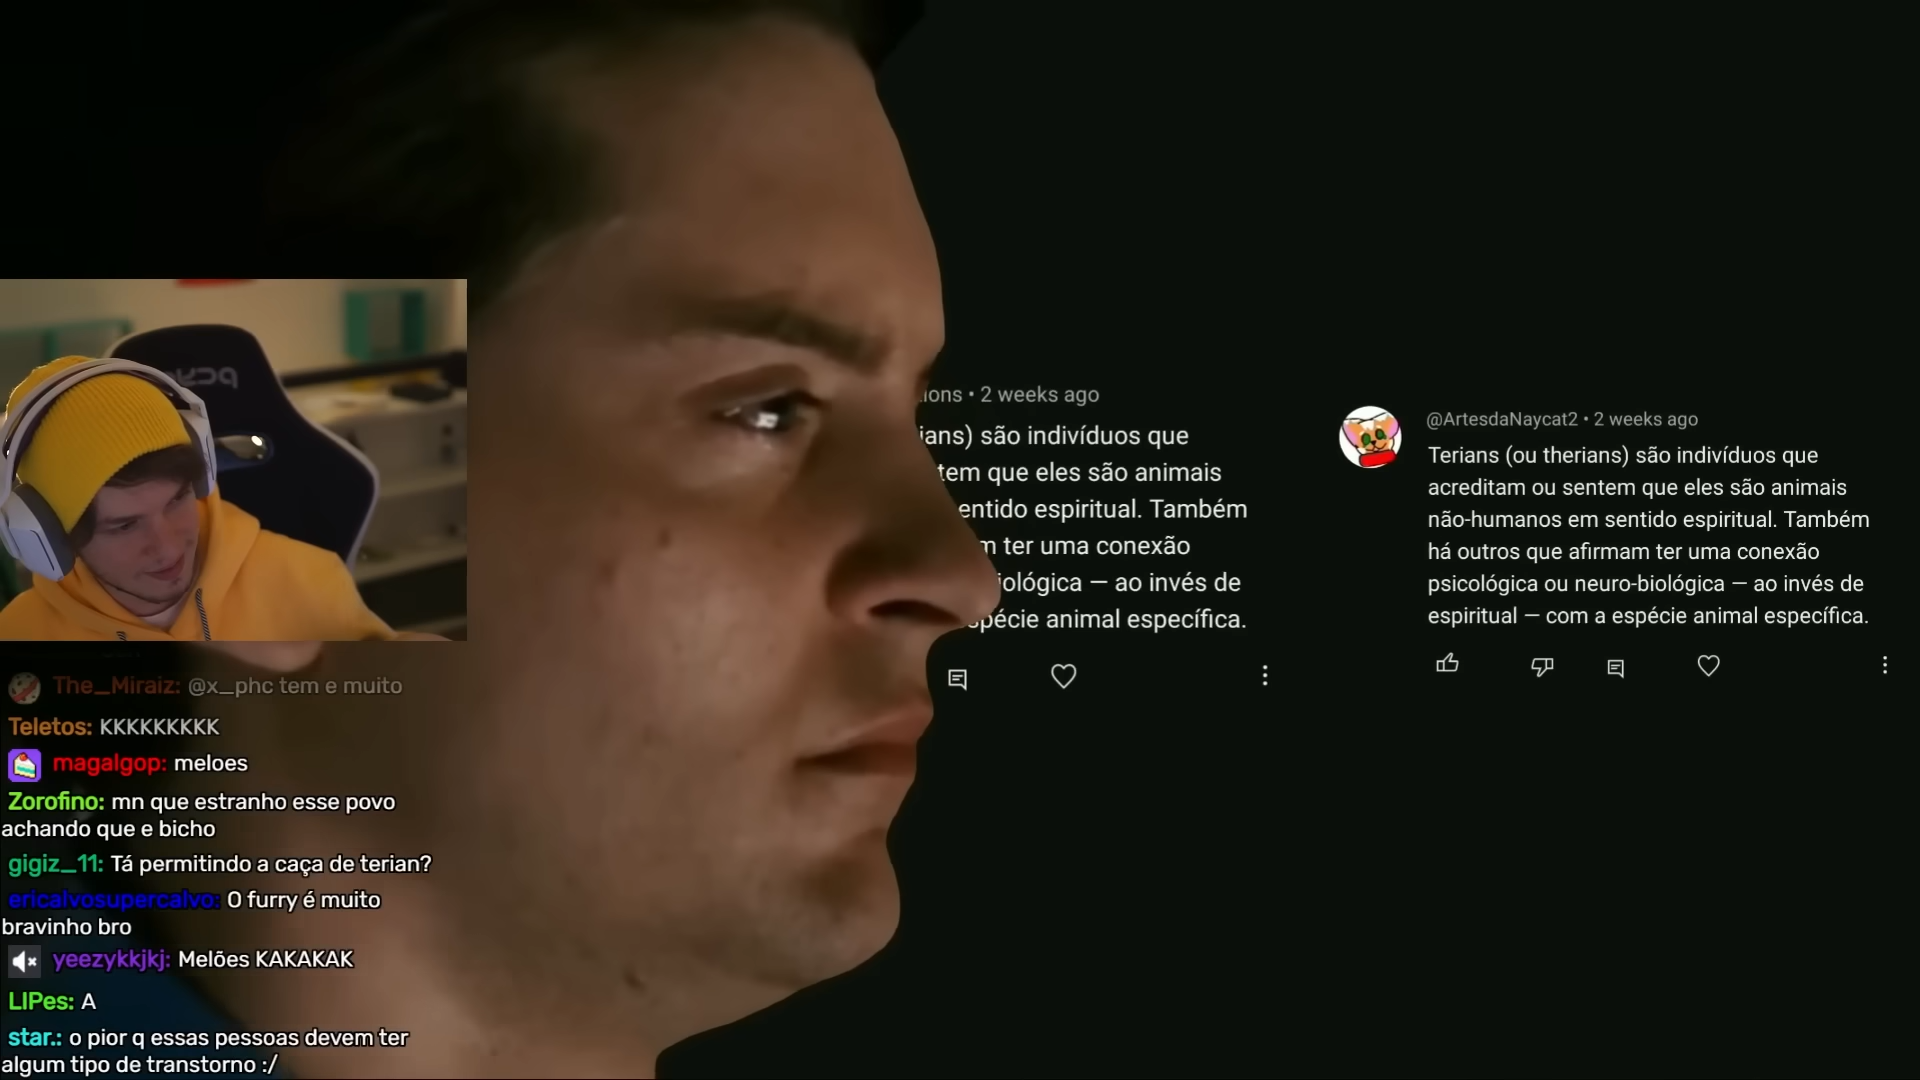 ions • 2 weeks ago
ians) são indivíduos que
tem que eles são animais
entido espiritual. Também
m ter uma conexão
iológica — ao invés de
spécie animal específica.
@ArtesdaNaycat2 • 2 weeks ago
Terians (ou therians) são indivíduos que
acreditam ou sentem que eles são animais
não-humanos em sentido espiritual. Também
há outros que afirmam ter uma conexão
psicológica ou neuro-biológica — ao invés de
espiritual — com a espécie animal específica.
The_Miraiz: @x_phc tem e muito
Teletos: KKKKKKKKK
magalgop: meloes
Zorofino: mn que estranho esse povo
achando que e bicho
gigiz_11: Tá permitindo a caça de terian?
ericalvosupercalvo: O furry é muito
bravinho bro
yeezykkjkj: Melões KAKAKAK
LIPes: A
star.: o pior q essas pessoas devem ter
algum tipo de transtorno :/